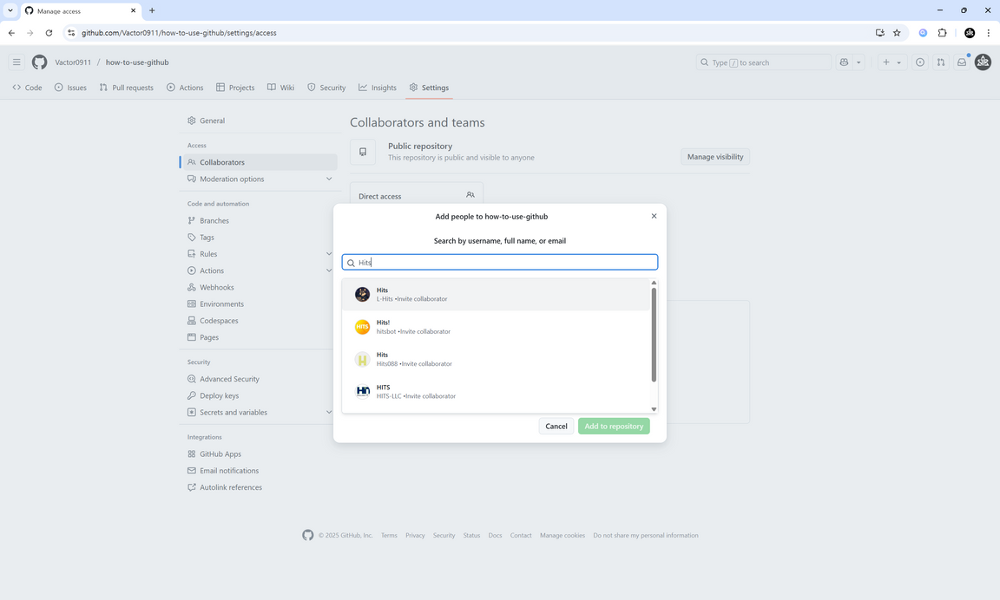 Manage access
github.com/Vactor0911/how-to-use-github/settings/access
Vactor0911 / how-to-use-github
Type / to search
Code
Issues
Pull requests
Actions
Projects
Wiki
Security
Insights
Settings
General
Access
Collaborators
Moderation options
Code and automation
Branches
Tags
Rules
Actions
Webhooks
Environments
Codespaces
Pages
Security
Advanced Security
Deploy keys
Secrets and variables
Integrations
GitHub Apps
Email notifications
Autolink references
Collaborators and teams
Public repository
This repository is public and visible to anyone
Manage visibility
Direct access
Add people to how-to-use-github
Search by username, full name, or email
Hits
Hits
L-Hits •Invite collaborator
HITS
Hits!
hitsbot •Invite collaborator
Hits
Hits088 •Invite collaborator
HITS
HITS-LLC •Invite collaborator
Cancel
Add to repository
© 2025 GitHub, Inc.
Terms
Privacy
Security
Status
Docs
Contact
Manage cookies
Do not share my personal information